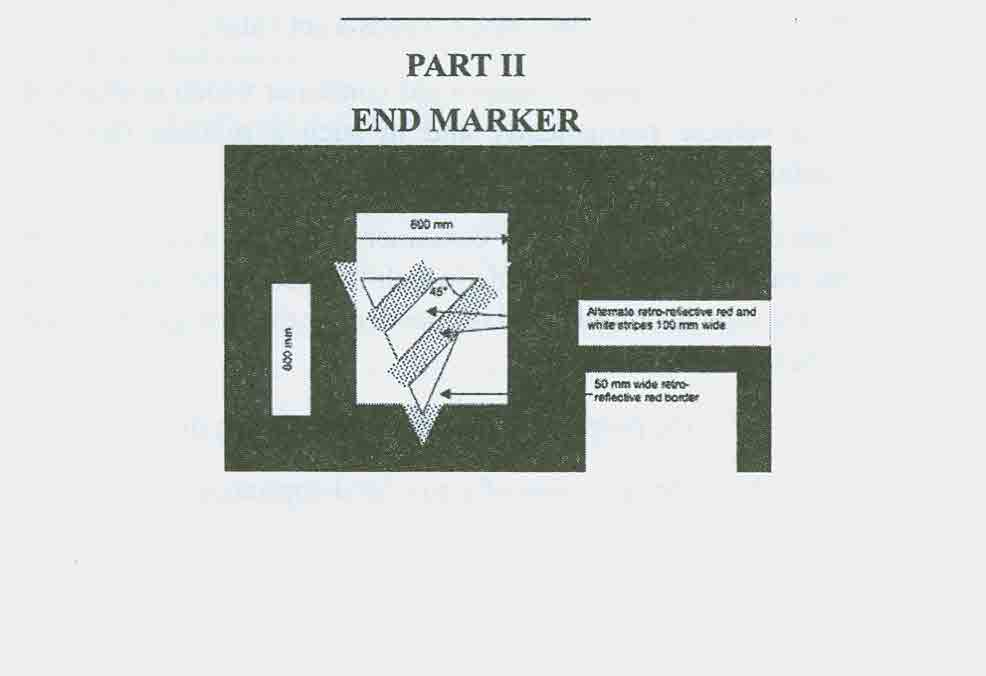 PART II
END MARKER
600 mm
45°
600 mm
Alternate retro-reflective red and
white stripes 100 mm wide
50 mm wide retro-
reflective red border